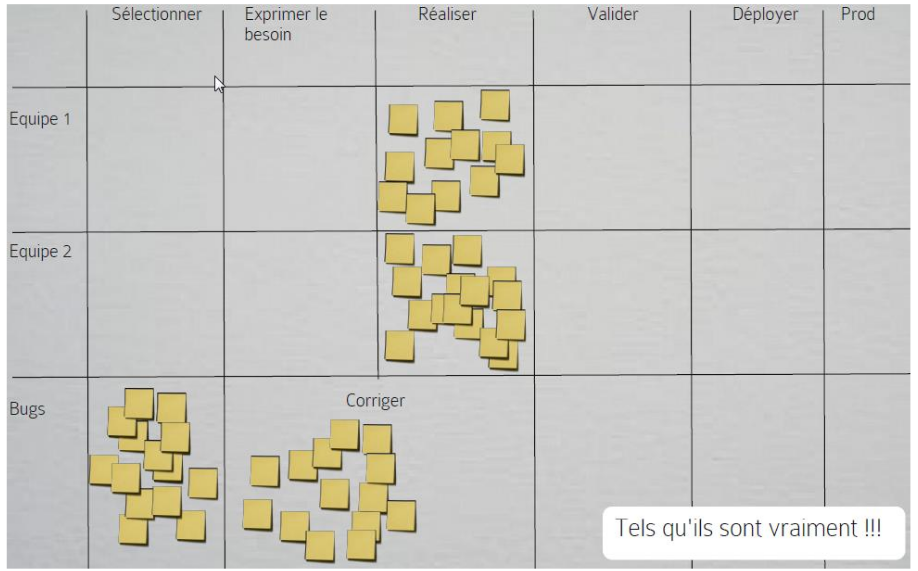 Sélectionner
Exprimer le
besoin
Réaliser
Valider
Déployer
Prod
Equipe 1
Equipe 2
Bugs
Corriger
Tels qu'ils sont vraiment !!!